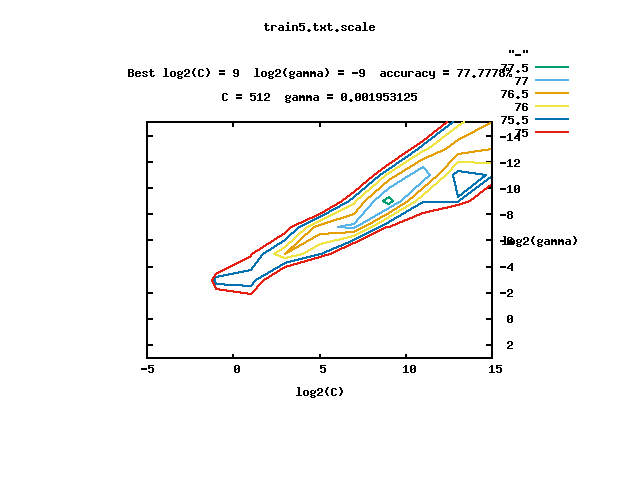 train5.txt.scale
"-"
Best log2(C) = 9 log2(gamma) = -9 accuracy = 77.7778%
77.5
77
C = 512 gamma = 0.001953125
76.5
76
75.5
75
-14
-12
-10
-8
-6
log2(gamma)
-4
-2
0
2
-5 0 5 10 15
log2(C)